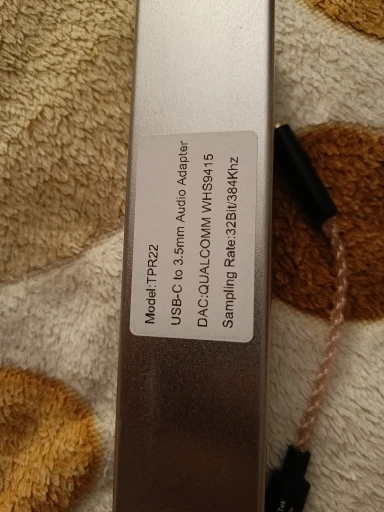 Model:TPR22
USB-C to 3.5mm Audio Adapter
DAC:QUALCOMM WHS9415
Sampling Rate:32Bit/384Khz